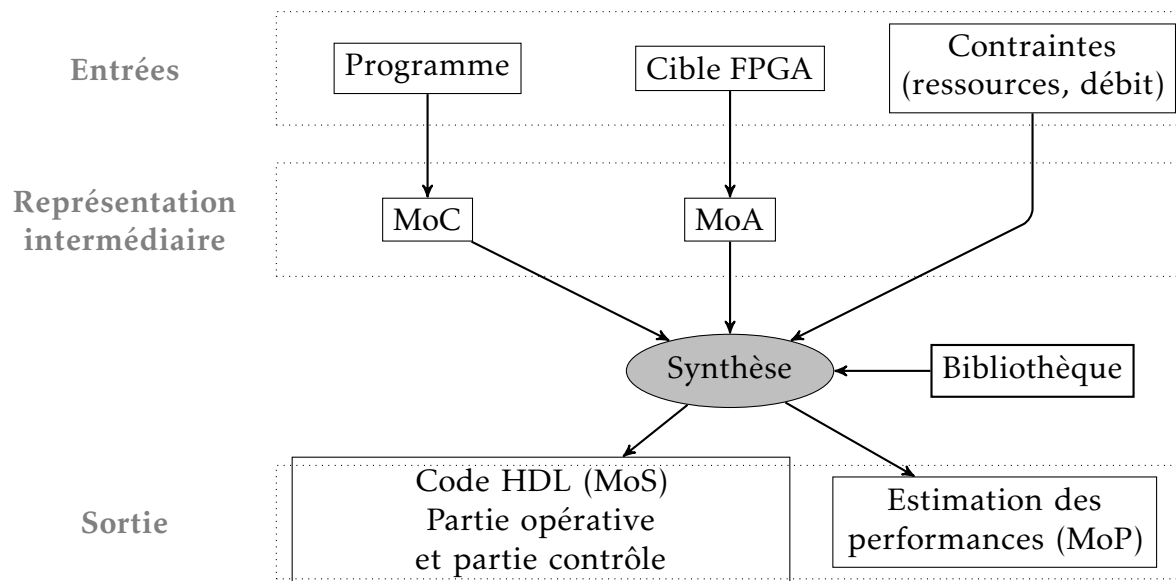 Entrées
Programme
Cible FPGA
Contraintes
(ressources, débit)
Représentation
intermédiaire
MoC
MoA
Synthèse
Bibliothèque
Sortie
Code HDL (MoS)
Partie opérative
et partie contrôle
Estimation des
performances (MoP)